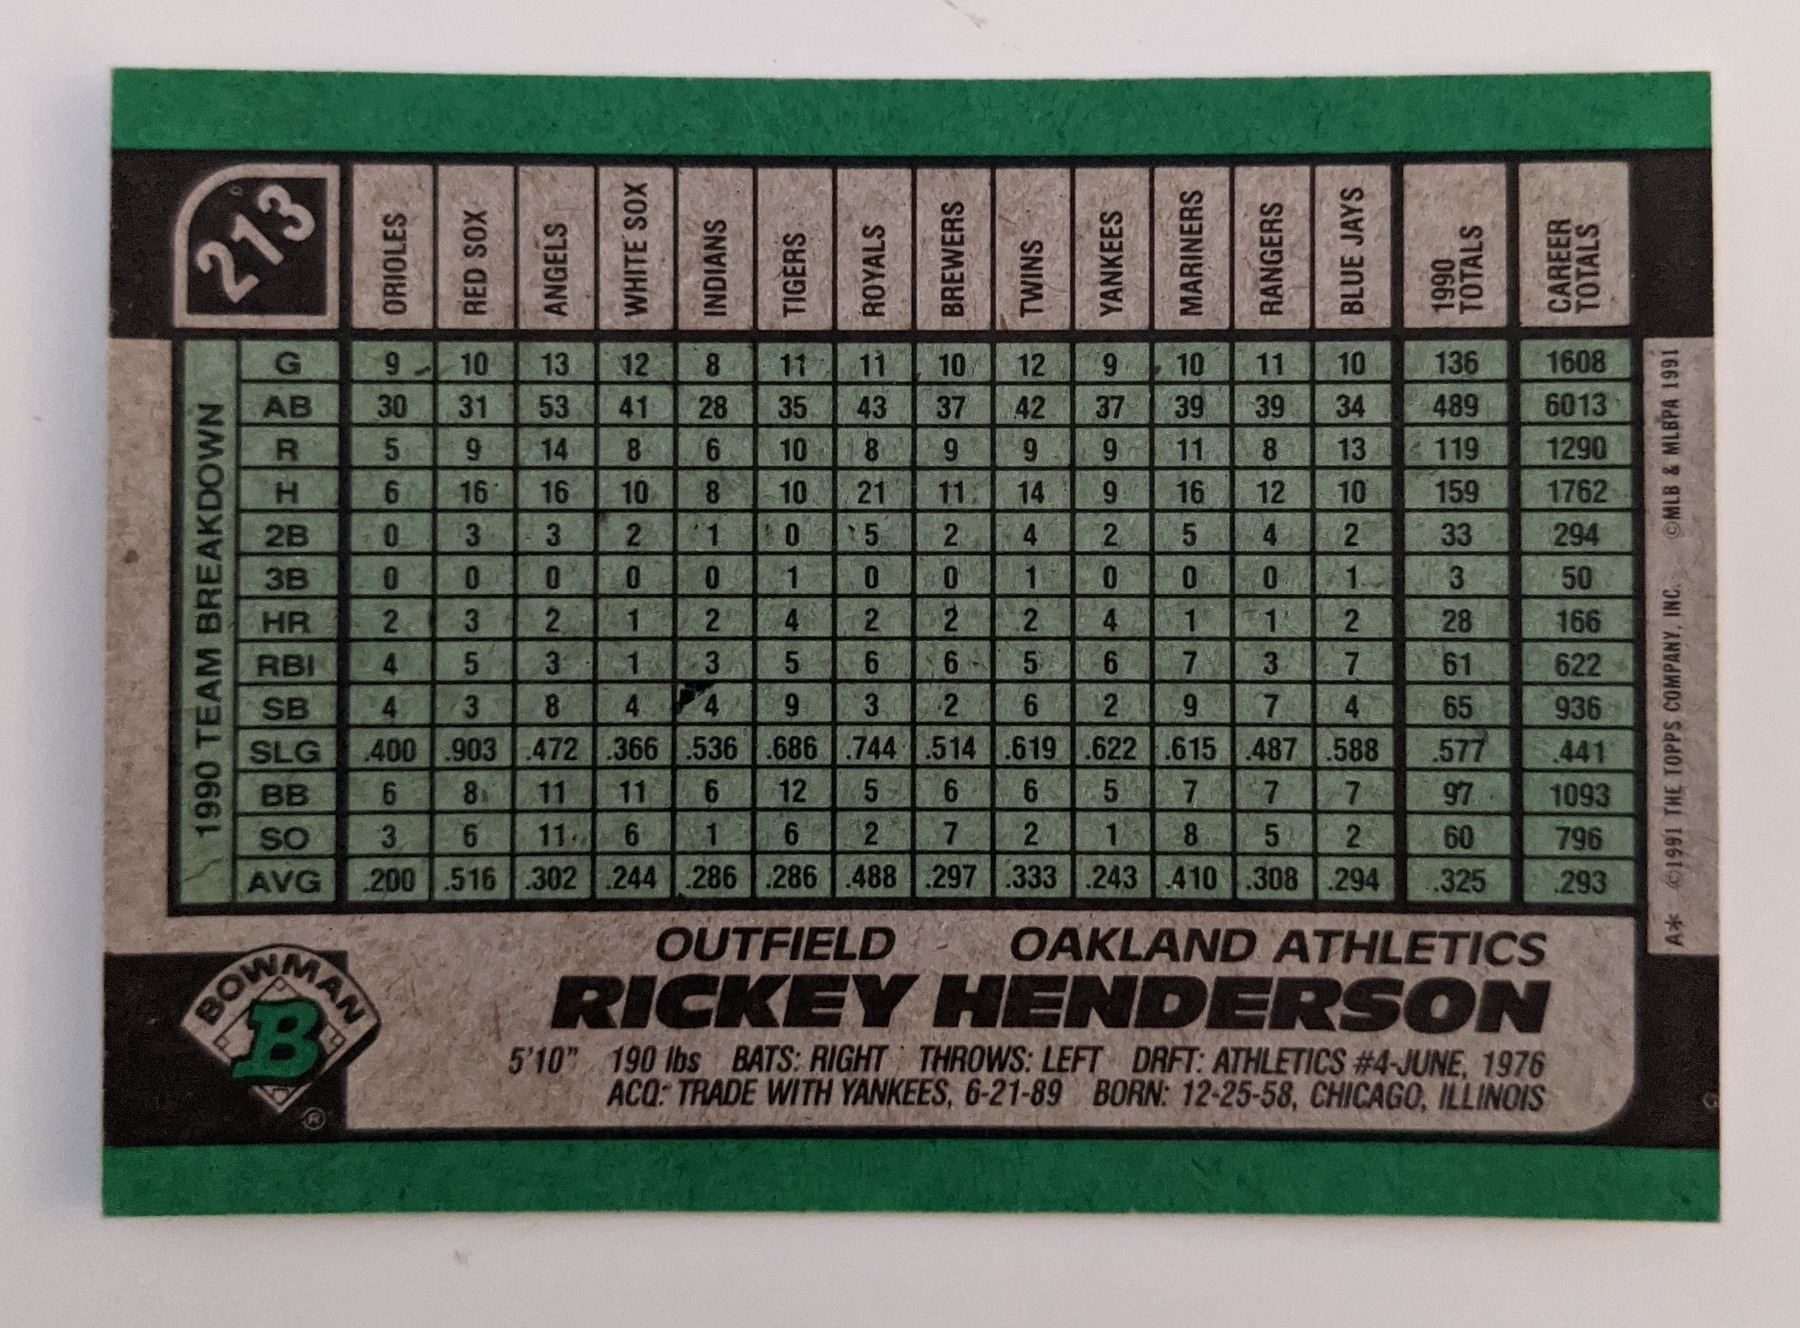 213
ORIOLES RED SOX ANGELS WHITE SOX INDIANS TIGERS ROYALS BREWERS TWINS YANKEES MARINERS RANGERS BLUE JAYS 1990 TOTALS CAREER TOTALS
1990 TEAM BREAKDOWN
G 9 10 13 12 8 11 11 10 12 9 10 11 10 136 1608
AB 30 31 53 41 28 35 43 37 42 37 39 39 34 489 6013
R 5 9 14 8 6 10 8 9 9 9 11 8 13 119 1290
H 6 16 16 10 8 10 21 11 14 9 16 12 10 159 1762
2B 0 3 3 2 1 0 5 2 4 2 5 4 2 33 294
3B 0 0 0 0 0 1 0 0 1 0 0 0 1 3 50
HR 2 3 2 1 2 4 2 2 2 4 1 1 2 28 166
RBI 4 5 3 1 3 5 6 6 5 6 7 3 7 61 622
SB 4 3 8 4 4 9 3 2 6 2 9 7 4 65 936
SLG .400 .903 .472 .366 .536 .686 .744 .514 .619 .622 .615 .487 .588 .577 .441
BB 6 8 11 11 6 12 5 6 6 5 7 7 7 97 1093
SO 3 6 11 6 1 6 2 7 2 1 8 5 2 60 796
AVG .200 .516 .302 .244 .286 .286 .488 .297 .333 .243 .410 .308 .294 .325 .293
A* ©1991 THE TOPPS COMPANY, INC. ©MLB & MLBPA 1991
BOWMAN
B
®
OUTFIELD OAKLAND ATHLETICS
RICKEY HENDERSON
5'10" 190 lbs BATS: RIGHT THROWS: LEFT DRFT: ATHLETICS #4-JUNE, 1976
ACQ: TRADE WITH YANKEES, 6-21-89 BORN: 12-25-58, CHICAGO, ILLINOIS